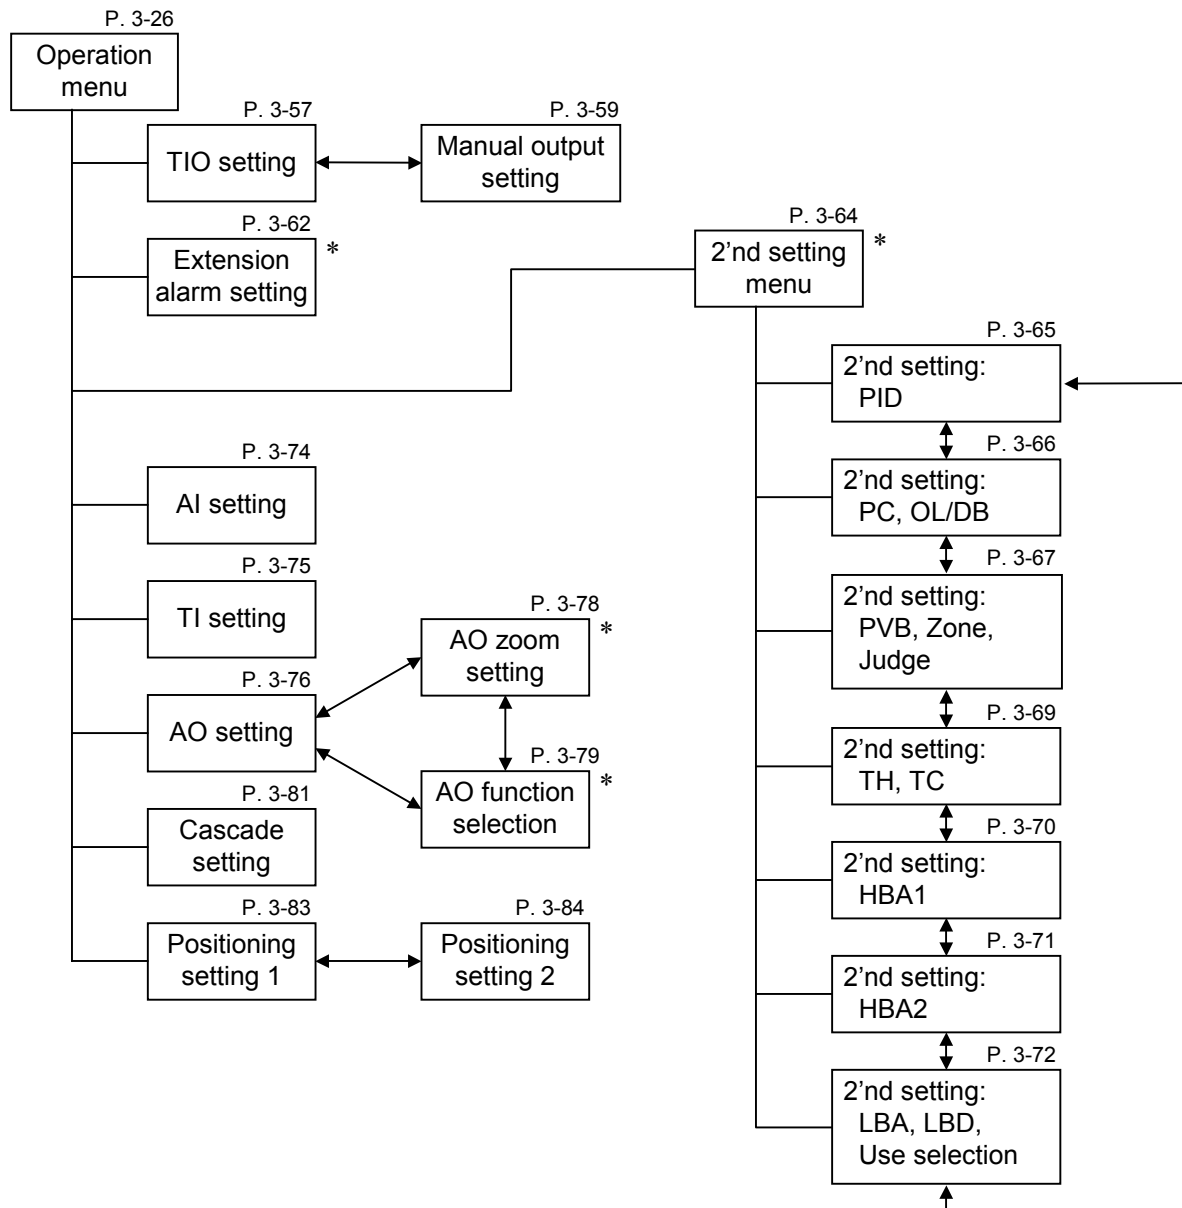 P. 3-26
Operation
menu
P. 3-57
TIO setting
P. 3-59
Manual output
setting
P. 3-62
Extension
alarm setting
*
P. 3-64
2’nd setting
menu
*
P. 3-65
2’nd setting:
PID
P. 3-66
2’nd setting:
PC, OL/DB
P. 3-67
2’nd setting:
PVB, Zone,
Judge
P. 3-69
2’nd setting:
TH, TC
P. 3-70
2’nd setting:
HBA1
P. 3-71
2’nd setting:
HBA2
P. 3-72
2’nd setting:
LBA, LBD,
Use selection
P. 3-74
AI setting
P. 3-75
TI setting
P. 3-76
AO setting
P. 3-78
AO zoom
setting
*
P. 3-79
AO function
selection
*
P. 3-81
Cascade
setting
P. 3-83
Positioning
setting 1
P. 3-84
Positioning
setting 2